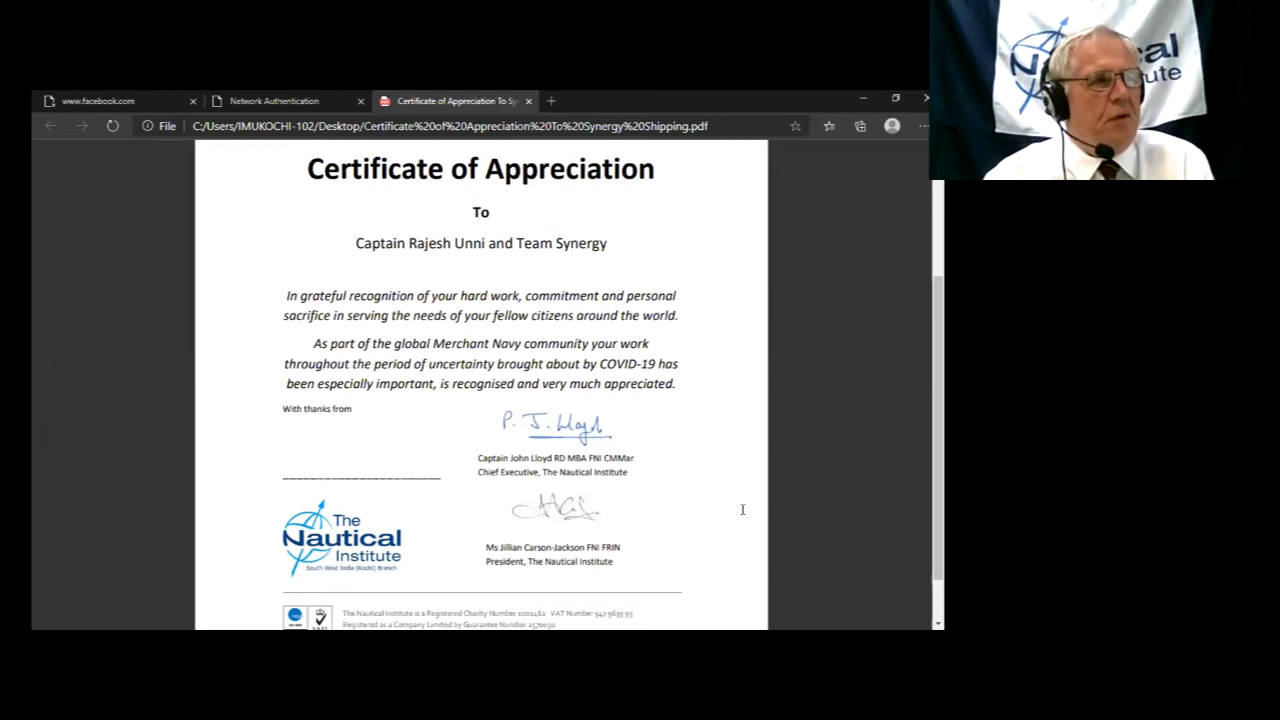 www.facebook.com
Network Authentication
Certificate of Appreciation To Sy
File
C:/Users/IMUKOCHI-102/Desktop/Certificate%20of%20Appreciation%20To%20Synergy%20Shipping.pdf
Nautical
Institute
Certificate of Appreciation
To
Captain Rajesh Unni and Team Synergy
In grateful recognition of your hard work, commitment and personal
sacrifice in serving the needs of your fellow citizens around the world.
As part of the global Merchant Navy community your work
throughout the period of uncertainty brought about by COVID-19 has
been especially important, is recognised and very much appreciated.
With thanks from
P. J. Lloyd
Captain John Lloyd RD MBA FNI CMMar
Chief Executive, The Nautical Institute
Ms Jillian Carson-Jackson FNI FRIN
President, The Nautical Institute
The
Nautical
Institute
South West India (Kochi) Branch
The Nautical Institute is a Registered Charity Number 1002462 VAT Number 547 9635 93
Registered as a Company Limited by Guarantee Number 2570030